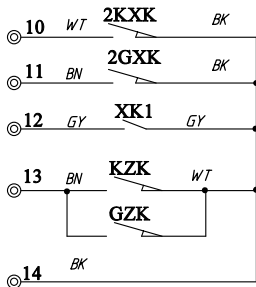 10 WT 2KXK BK
11 BN 2GXK BK
12 GY XK1 GY
13 BN KZK WT
GZK
14 BK